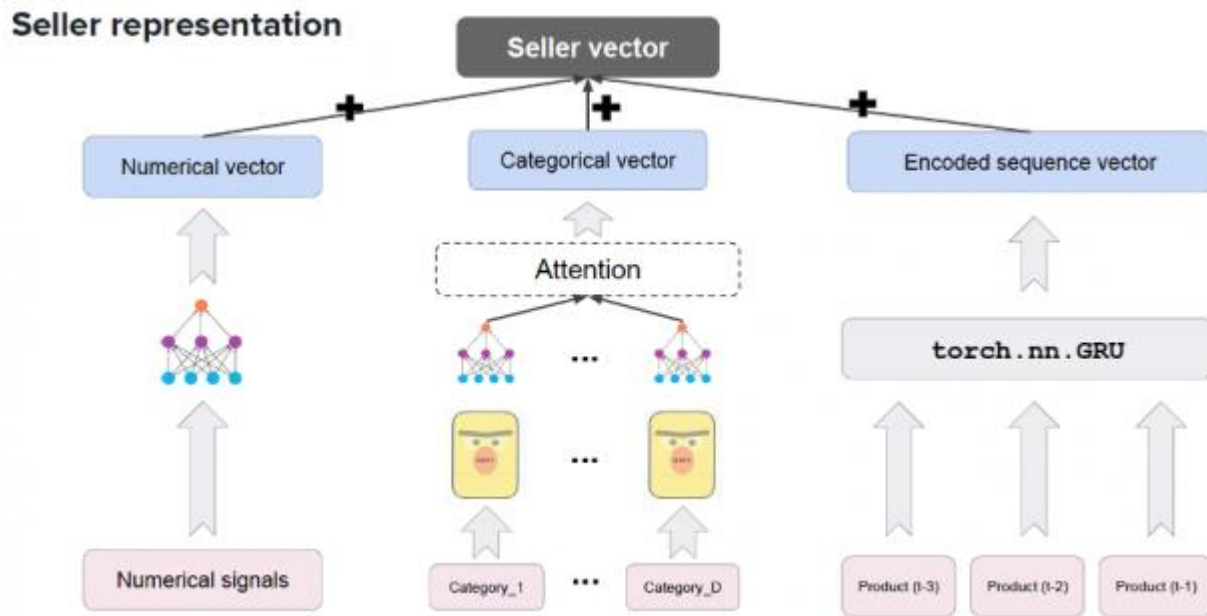 Seller representation
Seller vector
Numerical vector
Categorical vector
Encoded sequence vector
Attention
...
torch.nn.GRU
...
Numerical signals
Category_1
...
Category_D
Product (t-3)
Product (t-2)
Product (t-1)